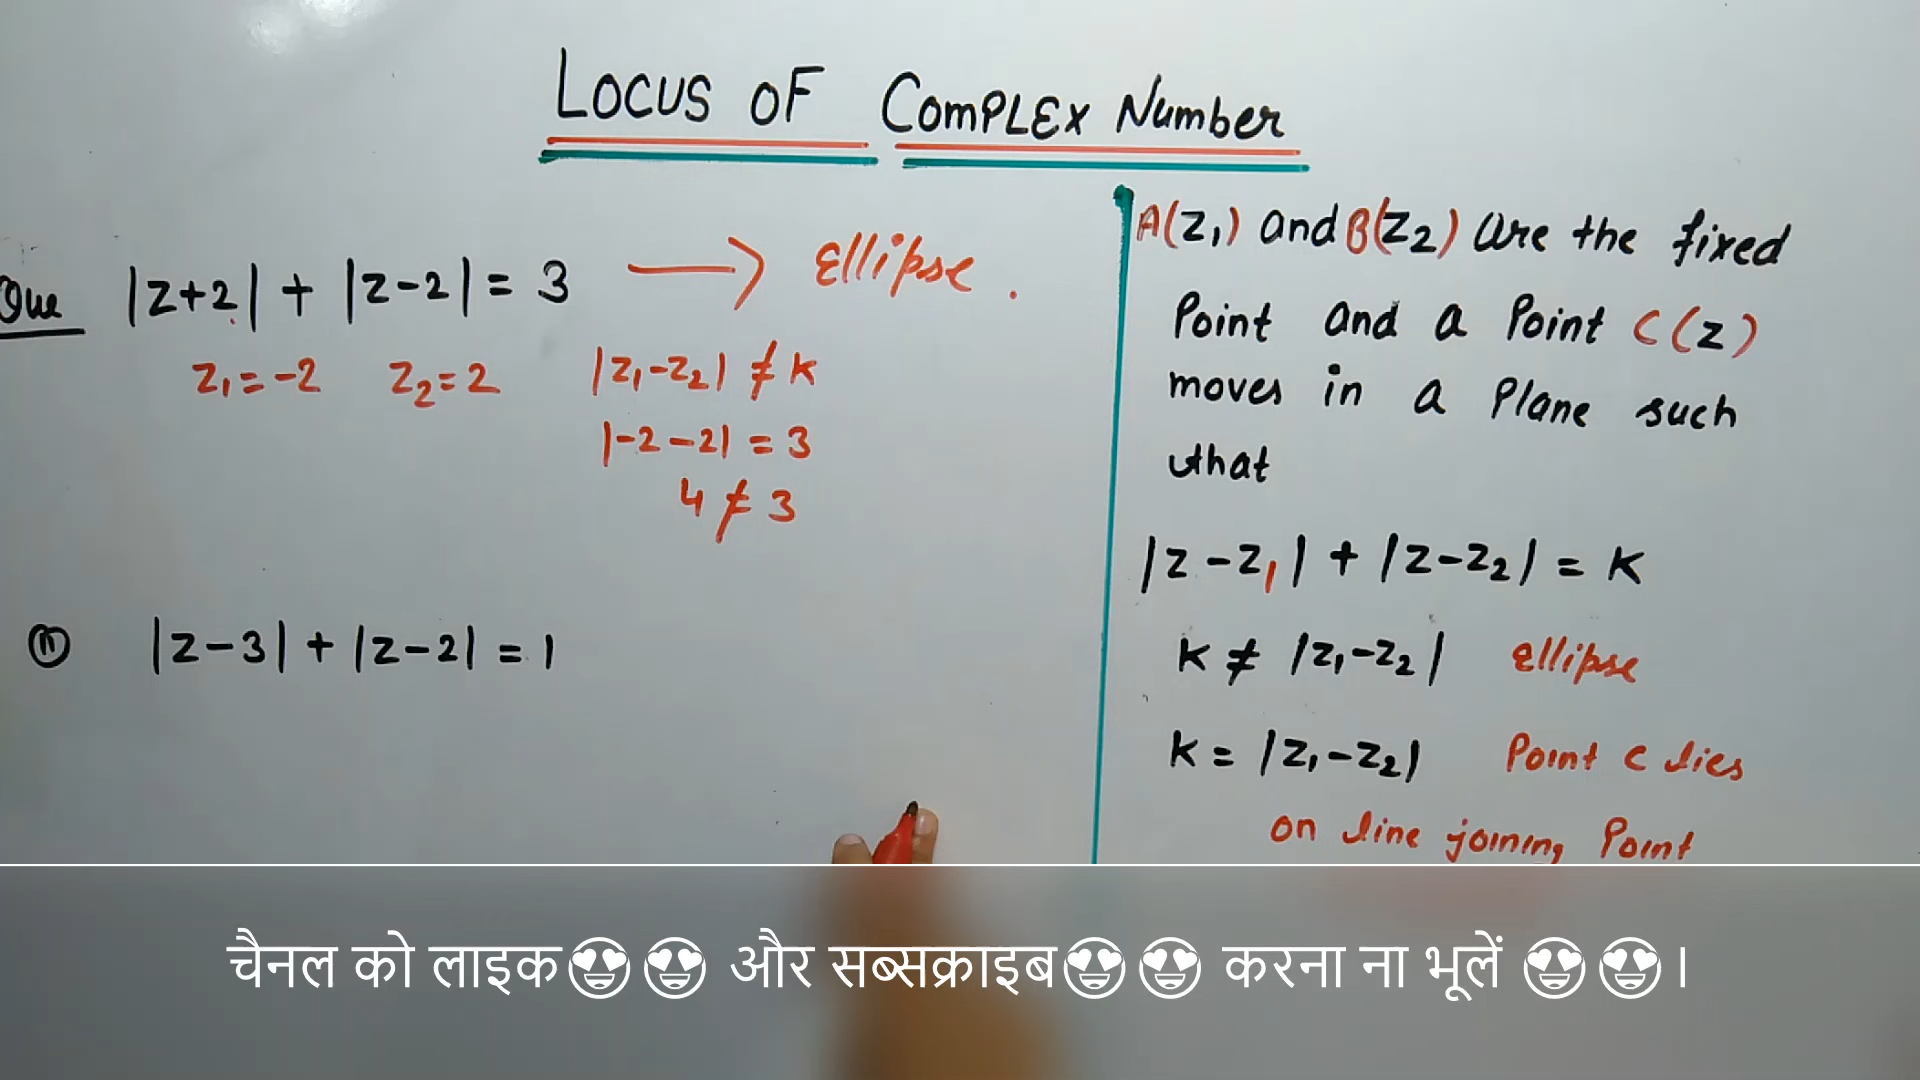 LOCUS OF COMPLEX Number
Que |z+2| + |z-2| = 3 → Ellipse.
z₁=-2 z₂=2 |z₁-z₂| ≠ k
|-2-2| = 3
4 ≠ 3
(ii) |z-3| + |z-2| = 1
A(z₁) and B(z₂) are the fixed
Point and a Point C(z)
moves in a Plane such
that
|z-z₁| + |z-z₂| = k
k ≠ |z₁-z₂| ellipse
k = |z₁-z₂| Point C lies
on line joining Point
चैनल को लाइक😍😍 और सब्सक्राइब😍😍 करना ना भूलें 😍😍।